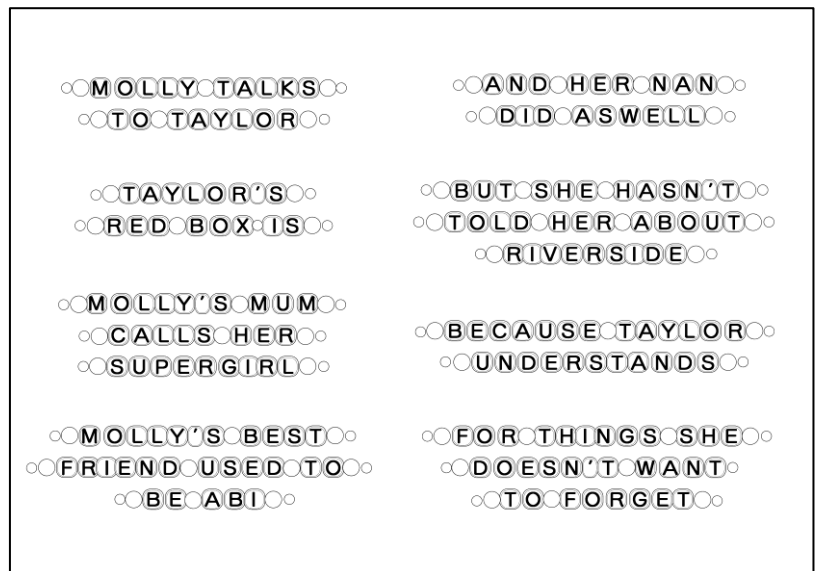 MOLLY TALKS
TO TAYLOR
TAYLOR'S
RED BOX IS
MOLLY'S MUM
CALLS HER
SUPERGIRL
MOLLY'S BEST
FRIEND USED TO
BE ABI
AND HER NAN
DID ASWELL
BUT SHE HASN'T
TOLD HER ABOUT
RIVERSIDE
BECAUSE TAYLOR
UNDERSTANDS
FOR THINGS SHE
DOESN'T WANT
TO FORGET